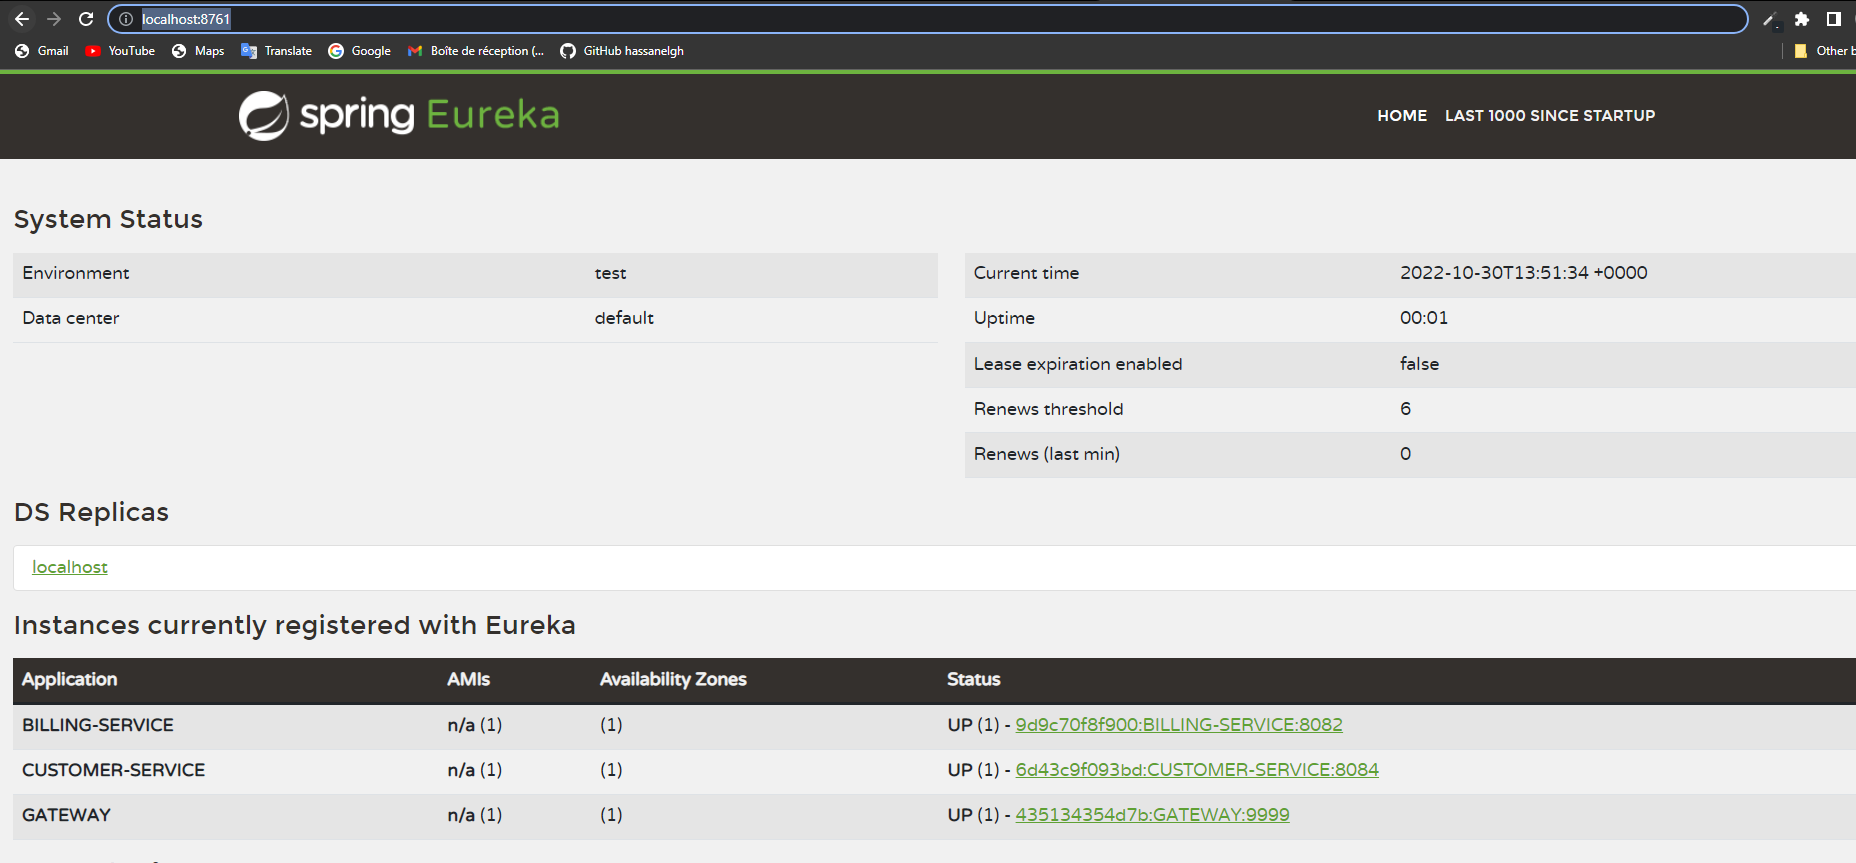 localhost:8761
Gmail YouTube Maps Translate Google Boîte de réception (... GitHub hassanelgh Other b
spring Eureka HOME LAST 1000 SINCE STARTUP
System Status
Environment test
Data center default
Current time 2022-10-30T13:51:34 +0000
Uptime 00:01
Lease expiration enabled false
Renews threshold 6
Renews (last min) 0
DS Replicas
localhost
Instances currently registered with Eureka
Application AMIs Availability Zones Status
BILLING-SERVICE n/a (1) (1) UP (1) - 9d9c70f8f900:BILLING-SERVICE:8082
CUSTOMER-SERVICE n/a (1) (1) UP (1) - 6d43c9f093bd:CUSTOMER-SERVICE:8084
GATEWAY n/a (1) (1) UP (1) - 435134354d7b:GATEWAY:9999